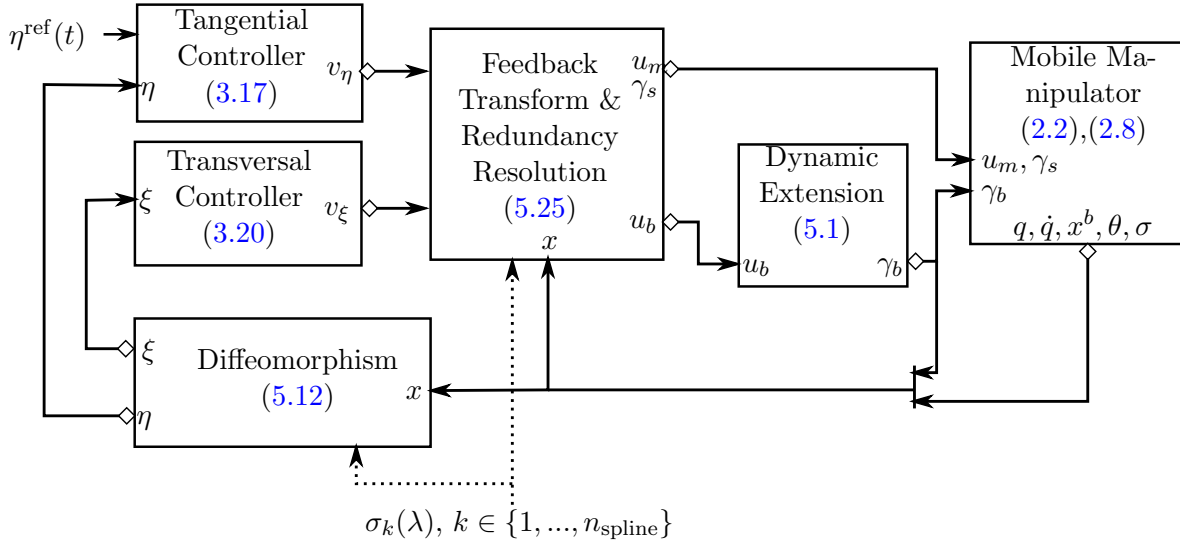 η^ref(t)
Tangential
Controller
(3.17)
η
v_η
Transversal
Controller
(3.20)
ξ
v_ξ
Feedback
Transform &
Redundancy
Resolution
(5.25)
x
u_m
γ_s
u_b
Dynamic
Extension
(5.1)
u_b
γ_b
Mobile Ma-
nipulator
(2.2),(2.8)
u_m, γ_s
γ_b
q, q̇, x^b, θ, σ
Diffeomorphism
(5.12)
ξ
η
x
σ_k(λ), k ∈ {1, ..., n_spline}